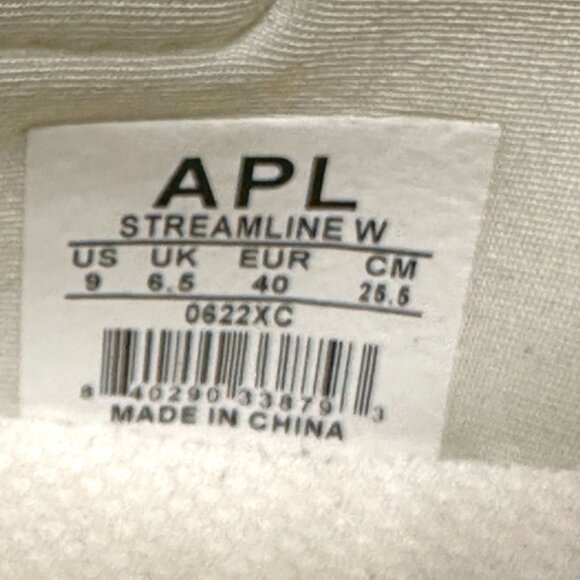 APL
STREAMLINE W
US UK EUR CM
9 6.5 40 25.5
0622XC
8 40290 33879 3
MADE IN CHINA